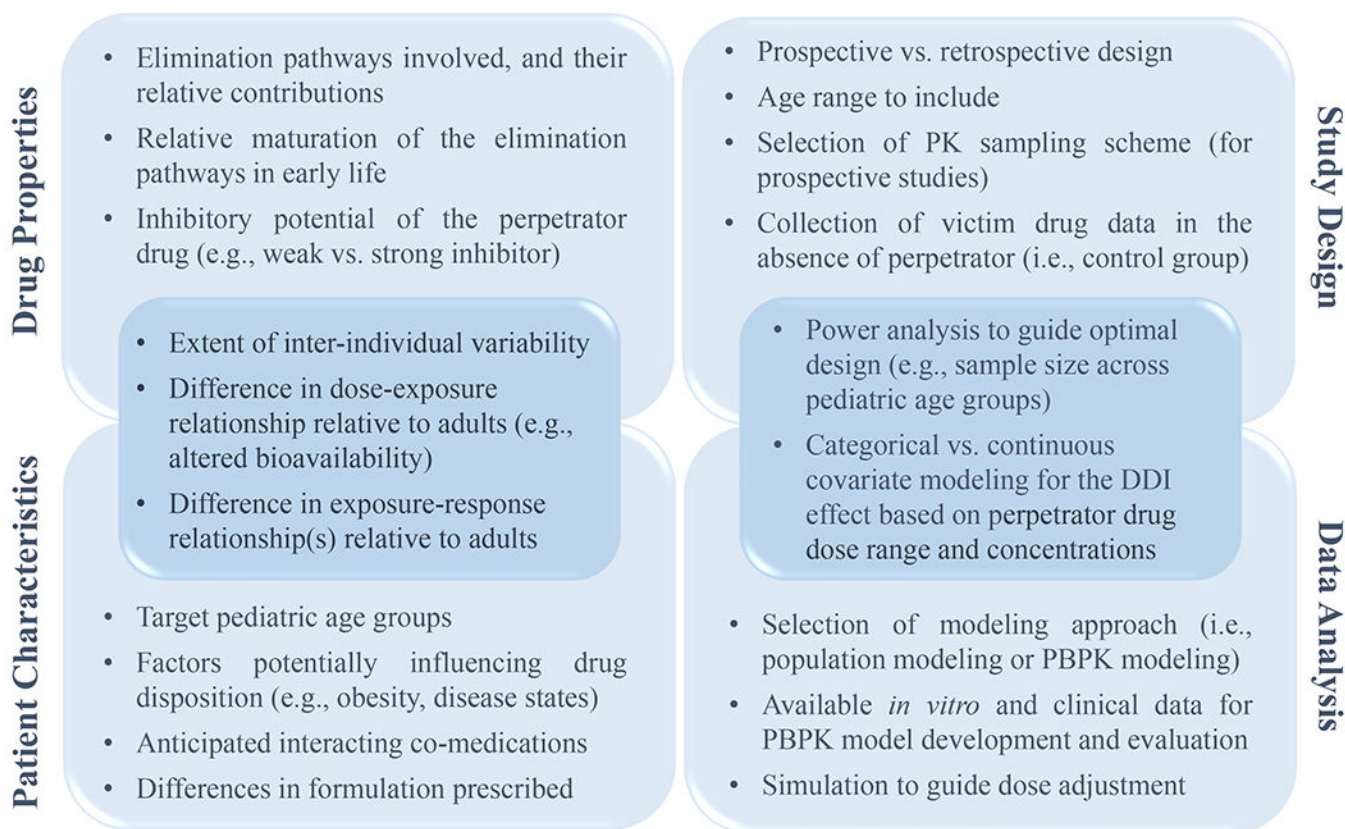 Drug Properties
• Elimination pathways involved, and their
relative contributions
• Relative maturation of the elimination
pathways in early life
• Inhibitory potential of the perpetrator
drug (e.g., weak vs. strong inhibitor)
• Extent of inter-individual variability
• Difference in dose-exposure
relationship relative to adults (e.g.,
altered bioavailability)
• Difference in exposure-response
relationship(s) relative to adults
Patient Characteristics
• Target pediatric age groups
• Factors potentially influencing drug
disposition (e.g., obesity, disease states)
• Anticipated interacting co-medications
• Differences in formulation prescribed
Study Design
• Prospective vs. retrospective design
• Age range to include
• Selection of PK sampling scheme (for
prospective studies)
• Collection of victim drug data in the
absence of perpetrator (i.e., control group)
• Power analysis to guide optimal
design (e.g., sample size across
pediatric age groups)
• Categorical vs. continuous
covariate modeling for the DDI
effect based on perpetrator drug
dose range and concentrations
Data Analysis
• Selection of modeling approach (i.e.,
population modeling or PBPK modeling)
• Available in vitro and clinical data for
PBPK model development and evaluation
• Simulation to guide dose adjustment